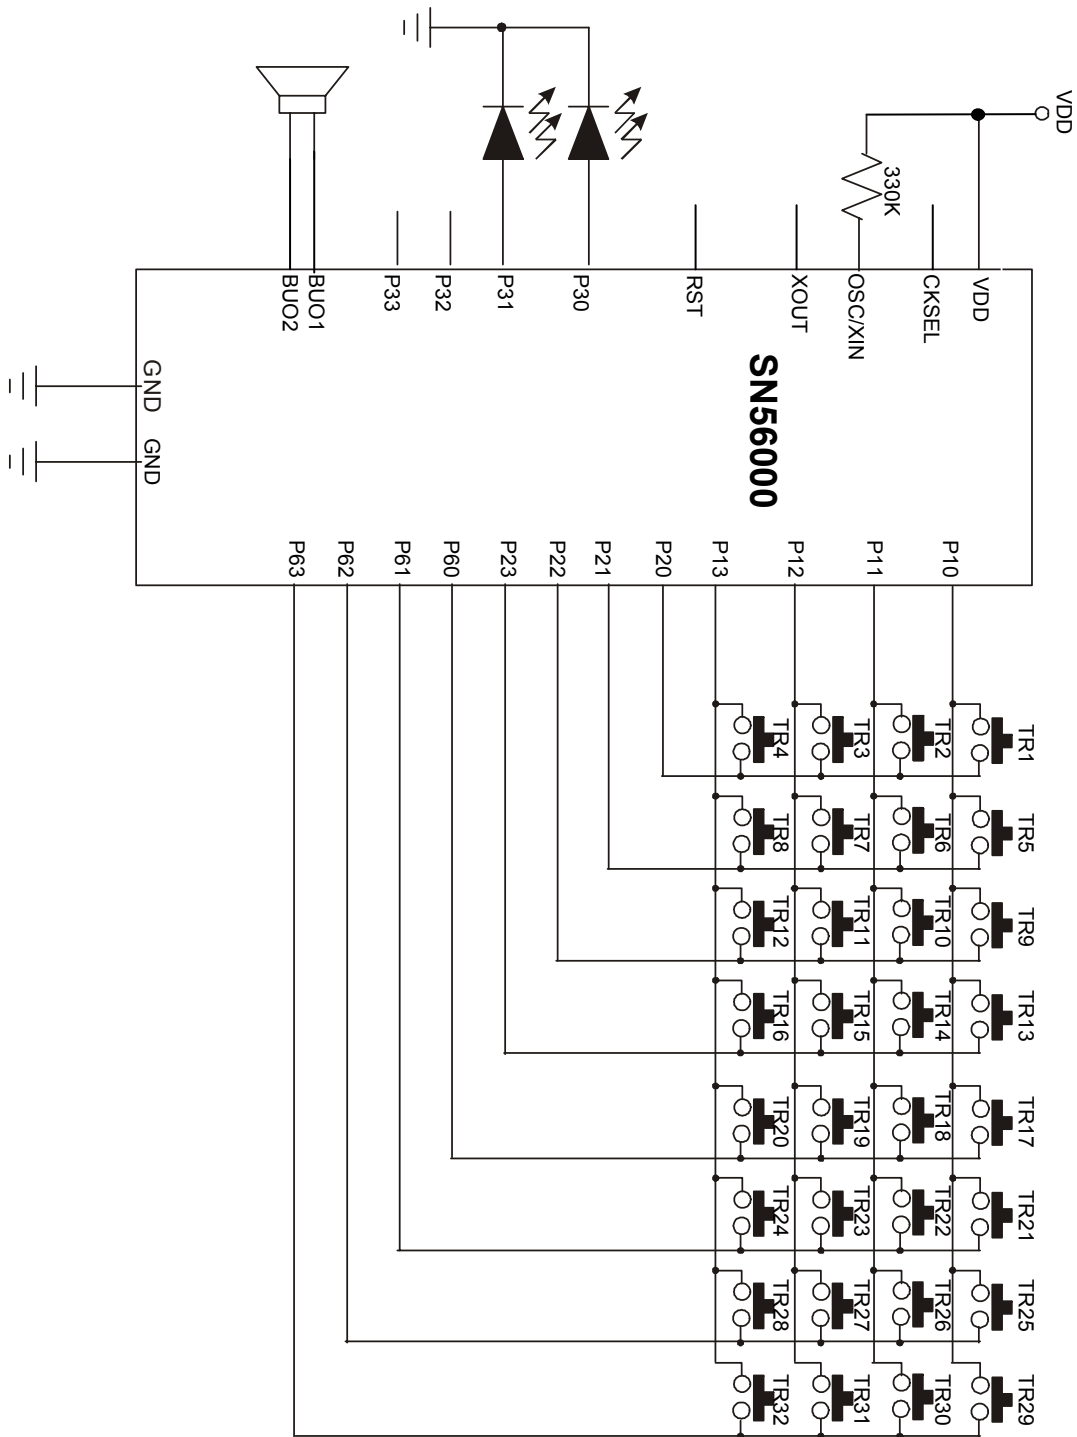 VDD
330K
VDD
CKSEL
OSC/XIN
XOUT
RST
P30
P31
P32
P33
BUO1
BUO2
SN56000
GND
GND
P10
P11
P12
P13
P20
P21
P22
P23
P60
P61
P62
P63
TR1
TR2
TR3
TR4
TR5
TR6
TR7
TR8
TR9
TR10
TR11
TR12
TR13
TR14
TR15
TR16
TR17
TR18
TR19
TR20
TR21
TR22
TR23
TR24
TR25
TR26
TR27
TR28
TR29
TR30
TR31
TR32